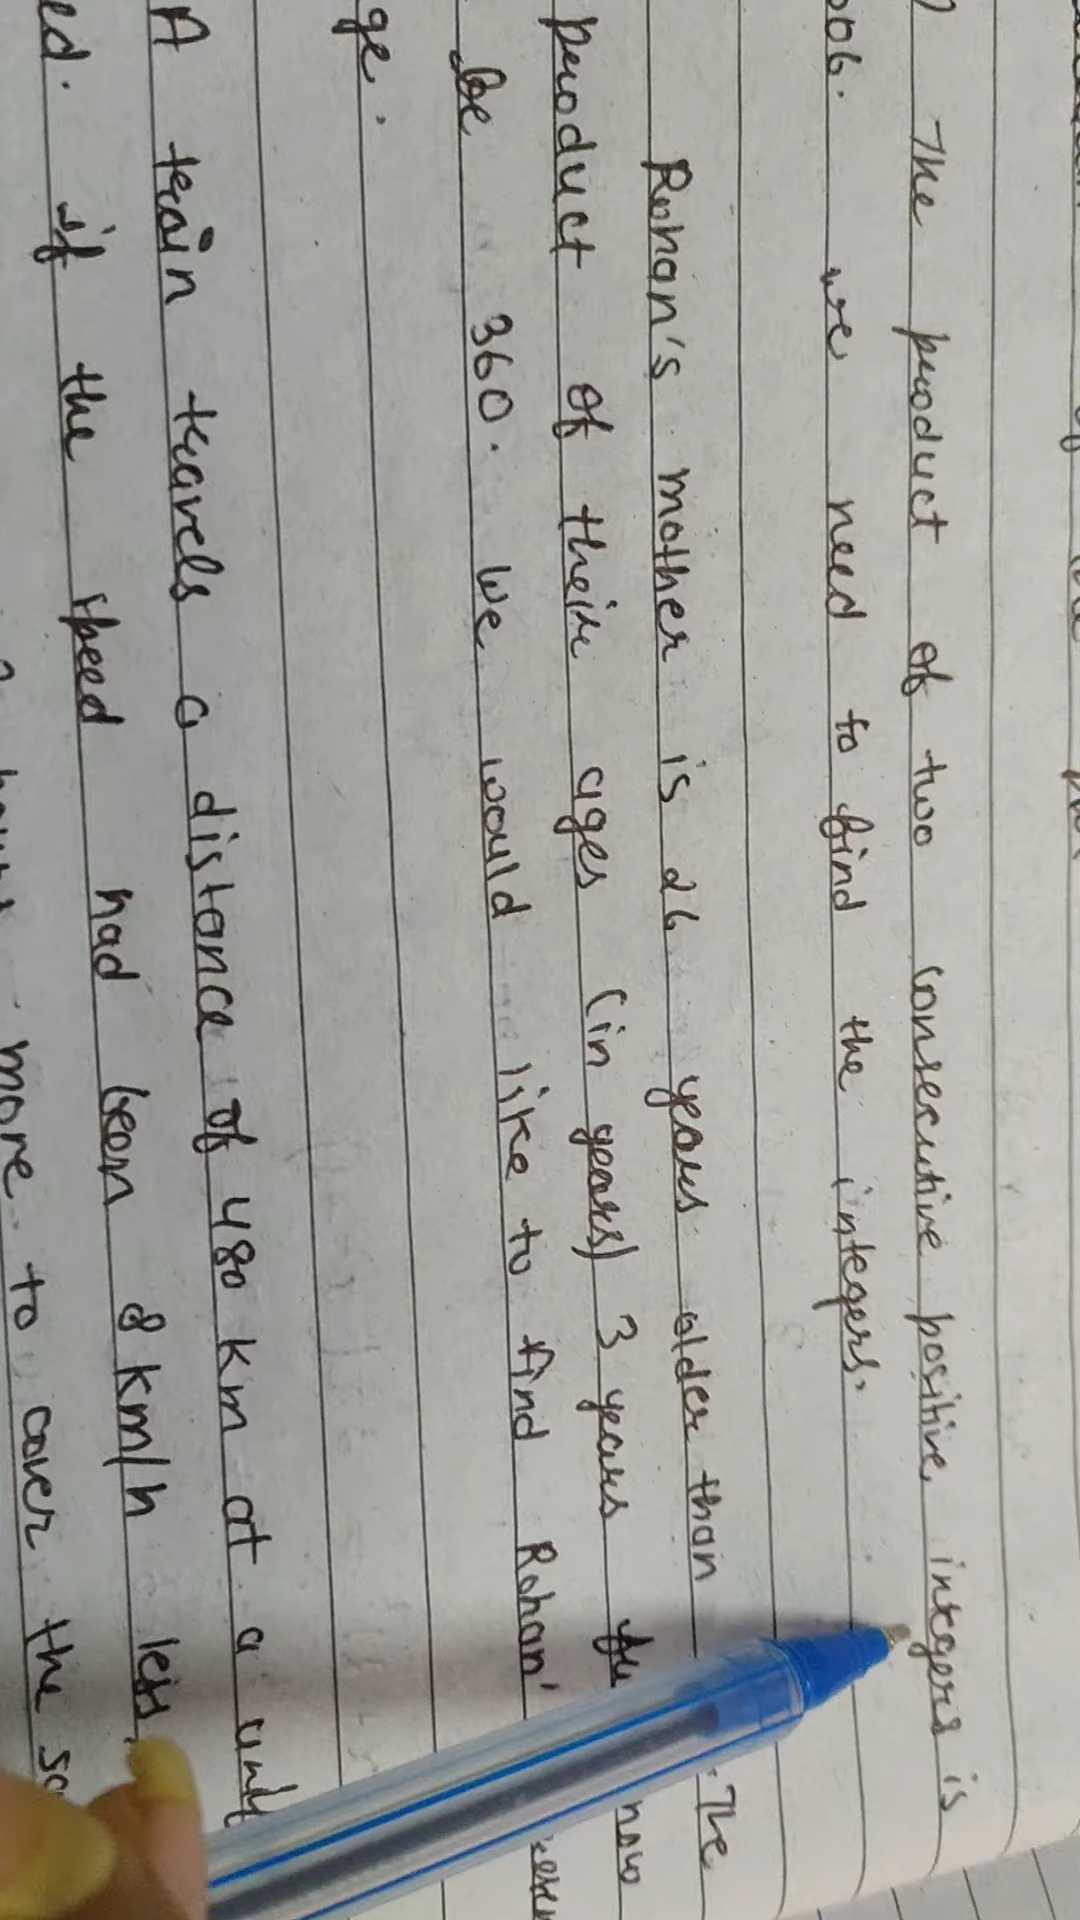 The product of two consecutive positive integers is
306. we need to find the integers.
Rohan's mother is 26 years older than The
product of their ages (in years) 3 years now
be 360. We would like to find Rohan'
ge.
A train travels a distance of 480 km at a
ed. if the speed had been 8 km/h less
more to cover the